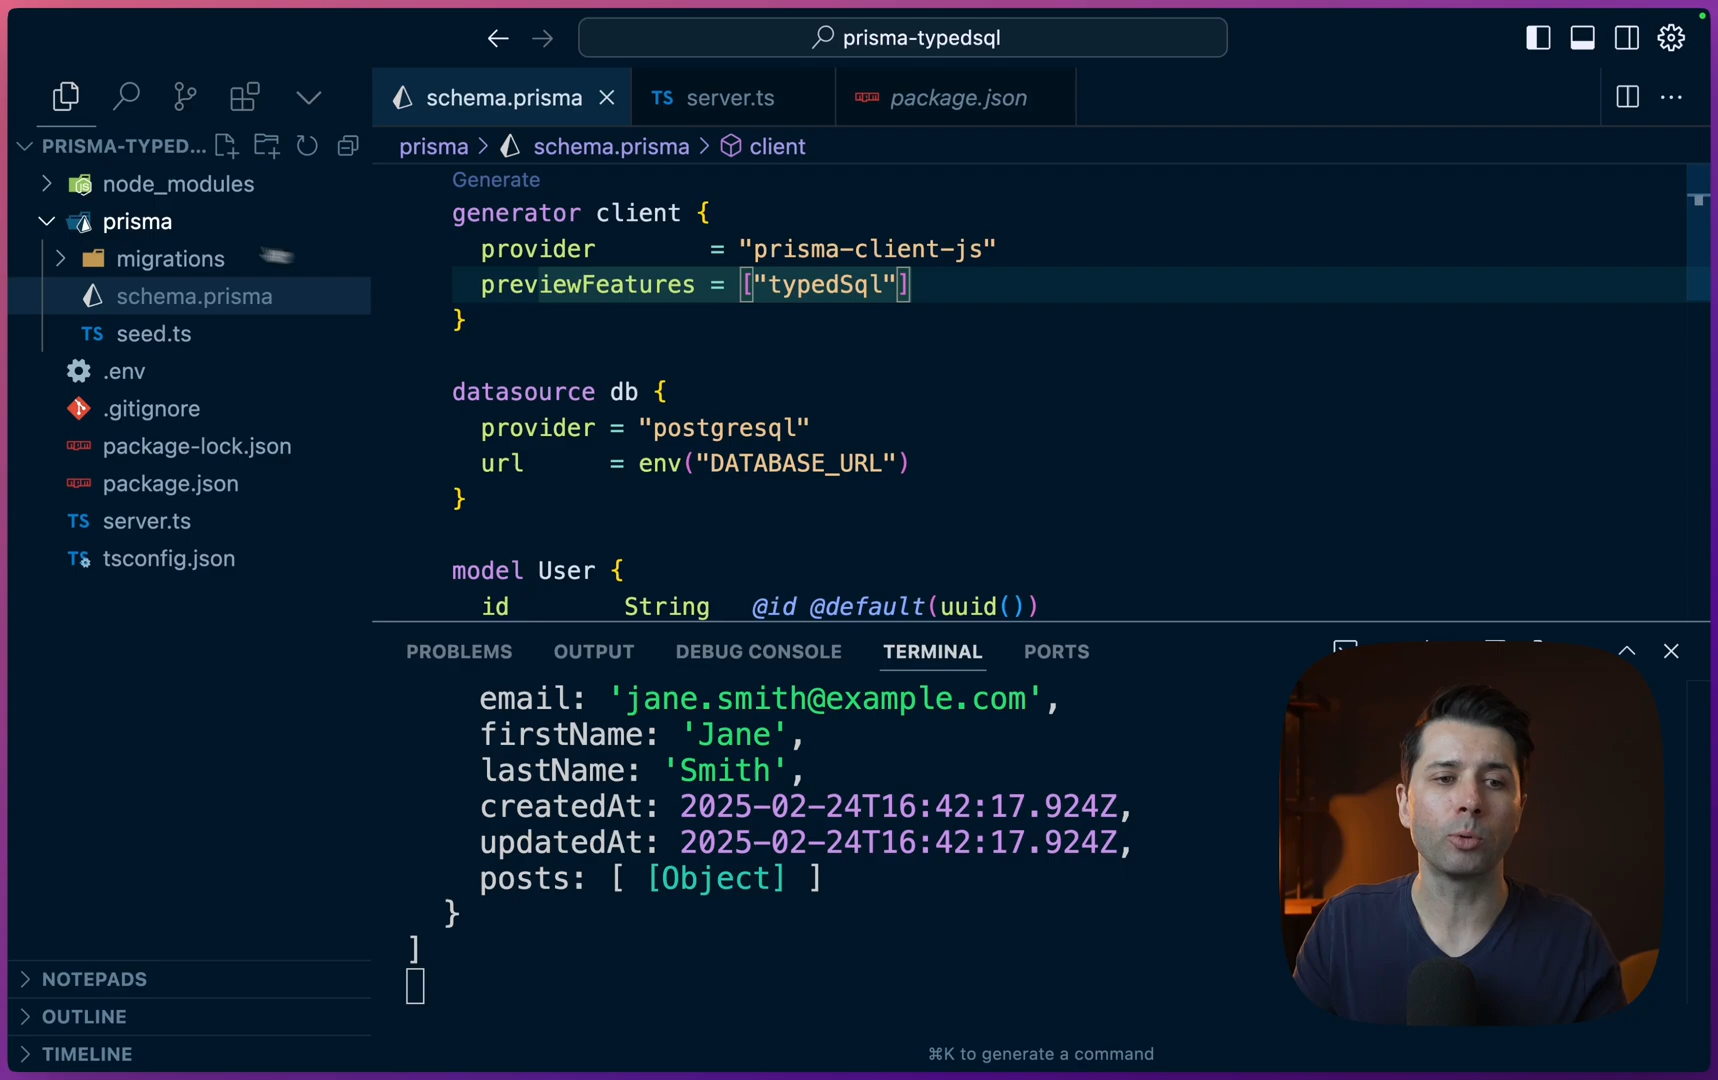 prisma-typedsql
schema.prisma
TS server.ts
package.json
PRISMA-TYPED...
prisma > schema.prisma > client
node_modules
prisma
migrations
schema.prisma
TS seed.ts
.env
.gitignore
package-lock.json
package.json
TS server.ts
TS tsconfig.json
NOTEPADS
OUTLINE
TIMELINE
Generate
generator client {
provider = "prisma-client-js"
previewFeatures = ["typedSql"]
}
datasource db {
provider = "postgresql"
url = env("DATABASE_URL")
}
model User {
id String @id @default(uuid())
PROBLEMS OUTPUT DEBUG CONSOLE TERMINAL PORTS
email: 'jane.smith@example.com',
firstName: 'Jane',
lastName: 'Smith',
createdAt: 2025-02-24T16:42:17.924Z,
updatedAt: 2025-02-24T16:42:17.924Z,
posts: [ [Object] ]
}
]
⌘K to generate a command